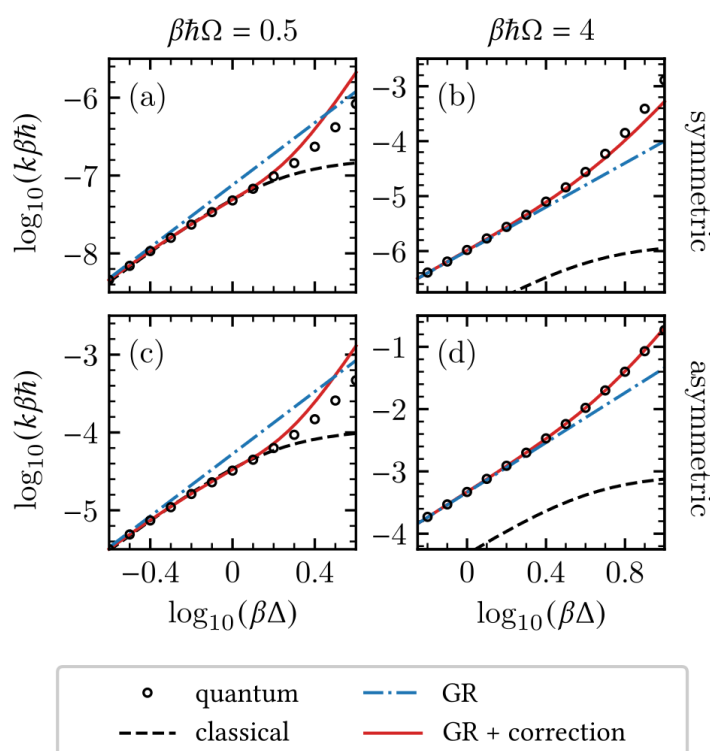 βħΩ = 0.5 βħΩ = 4
(a) (b)
−6
−7
−8
log₁₀(kβħ)
−3
−4
−5
−6
symmetric
(c) (d)
−3
−4
−5
log₁₀(kβħ)
−1
−2
−3
−4
asymmetric
−0.4 0 0.4
0 0.4 0.8
log₁₀(βΔ) log₁₀(βΔ)
quantum GR
classical GR + correction